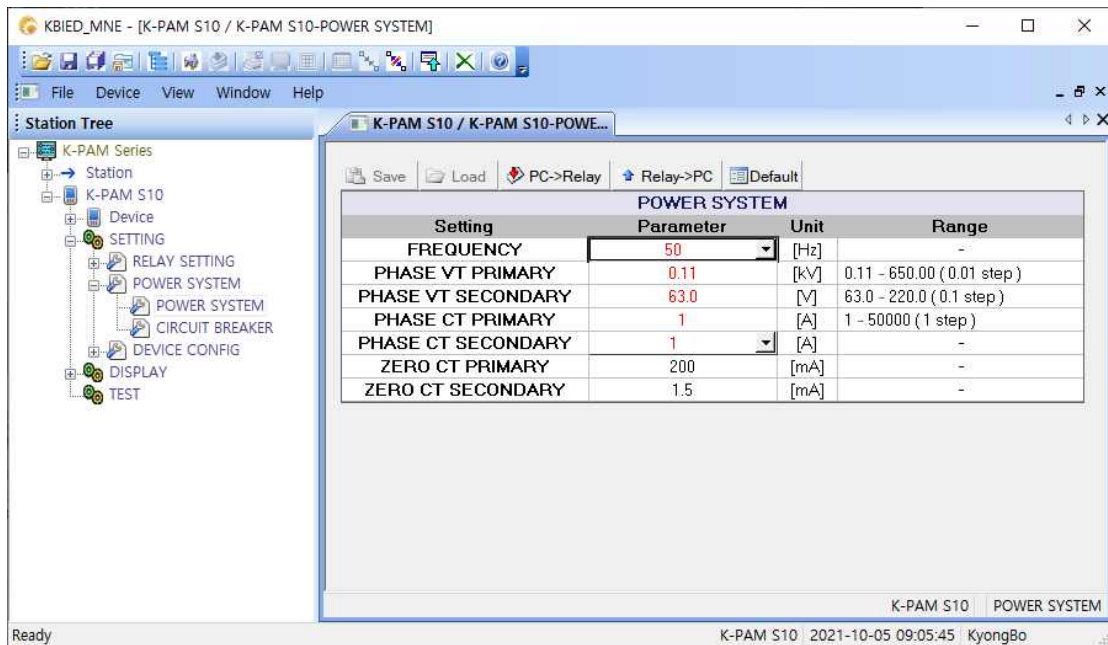 KBIED_MNE - [K-PAM S10 / K-PAM S10-POWER SYSTEM]
File Device View Window Help
Station Tree
K-PAM S10 / K-PAM S10-POWE...
K-PAM Series
Station
K-PAM S10
Device
SETTING
RELAY SETTING
POWER SYSTEM
POWER SYSTEM
CIRCUIT BREAKER
DEVICE CONFIG
DISPLAY
TEST
Save Load PC->Relay Relay->PC Default
POWER SYSTEM
Setting Parameter Unit Range
FREQUENCY 50 [Hz] -
PHASE VT PRIMARY 0.11 [kV] 0.11 - 650.00 ( 0.01 step )
PHASE VT SECONDARY 63.0 [V] 63.0 - 220.0 ( 0.1 step )
PHASE CT PRIMARY 1 [A] 1 - 50000 ( 1 step )
PHASE CT SECONDARY 1 [A] -
ZERO CT PRIMARY 200 [mA] -
ZERO CT SECONDARY 1.5 [mA] -
K-PAM S10 POWER SYSTEM
Ready K-PAM S10 2021-10-05 09:05:45 KyongBo